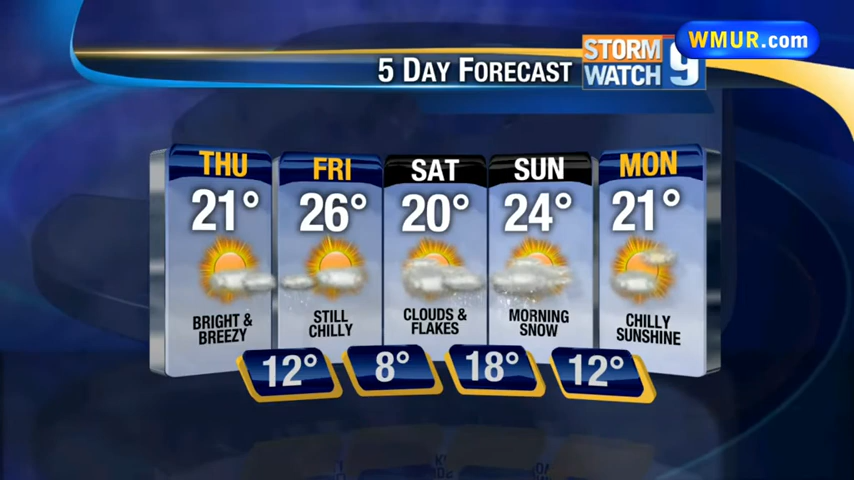 WMUR.com
5 DAY FORECAST
STORM
WATCH 9
THU
21°
BRIGHT &
BREEZY
FRI
26°
STILL
CHILLY
SAT
20°
CLOUDS &
FLAKES
SUN
24°
MORNING
SNOW
MON
21°
CHILLY
SUNSHINE
12° 8° 18° 12°